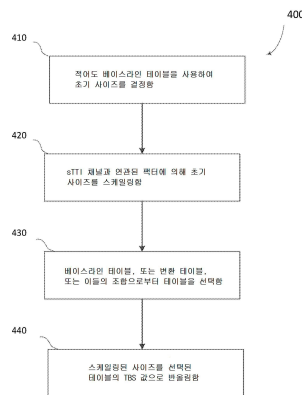 400
410
적어도 베이스라인 테이블을 사용하여
초기 사이즈를 결정함
420
sTTI 채널과 연관된 팩터에 의해 초기
사이즈를 스케일링함
430
베이스라인 테이블, 또는 변환 테이블,
또는 이들의 조합으로부터 테이블을 선택함
440
스케일링된 사이즈를 선택된
테이블의 TBS 값으로 반올림함